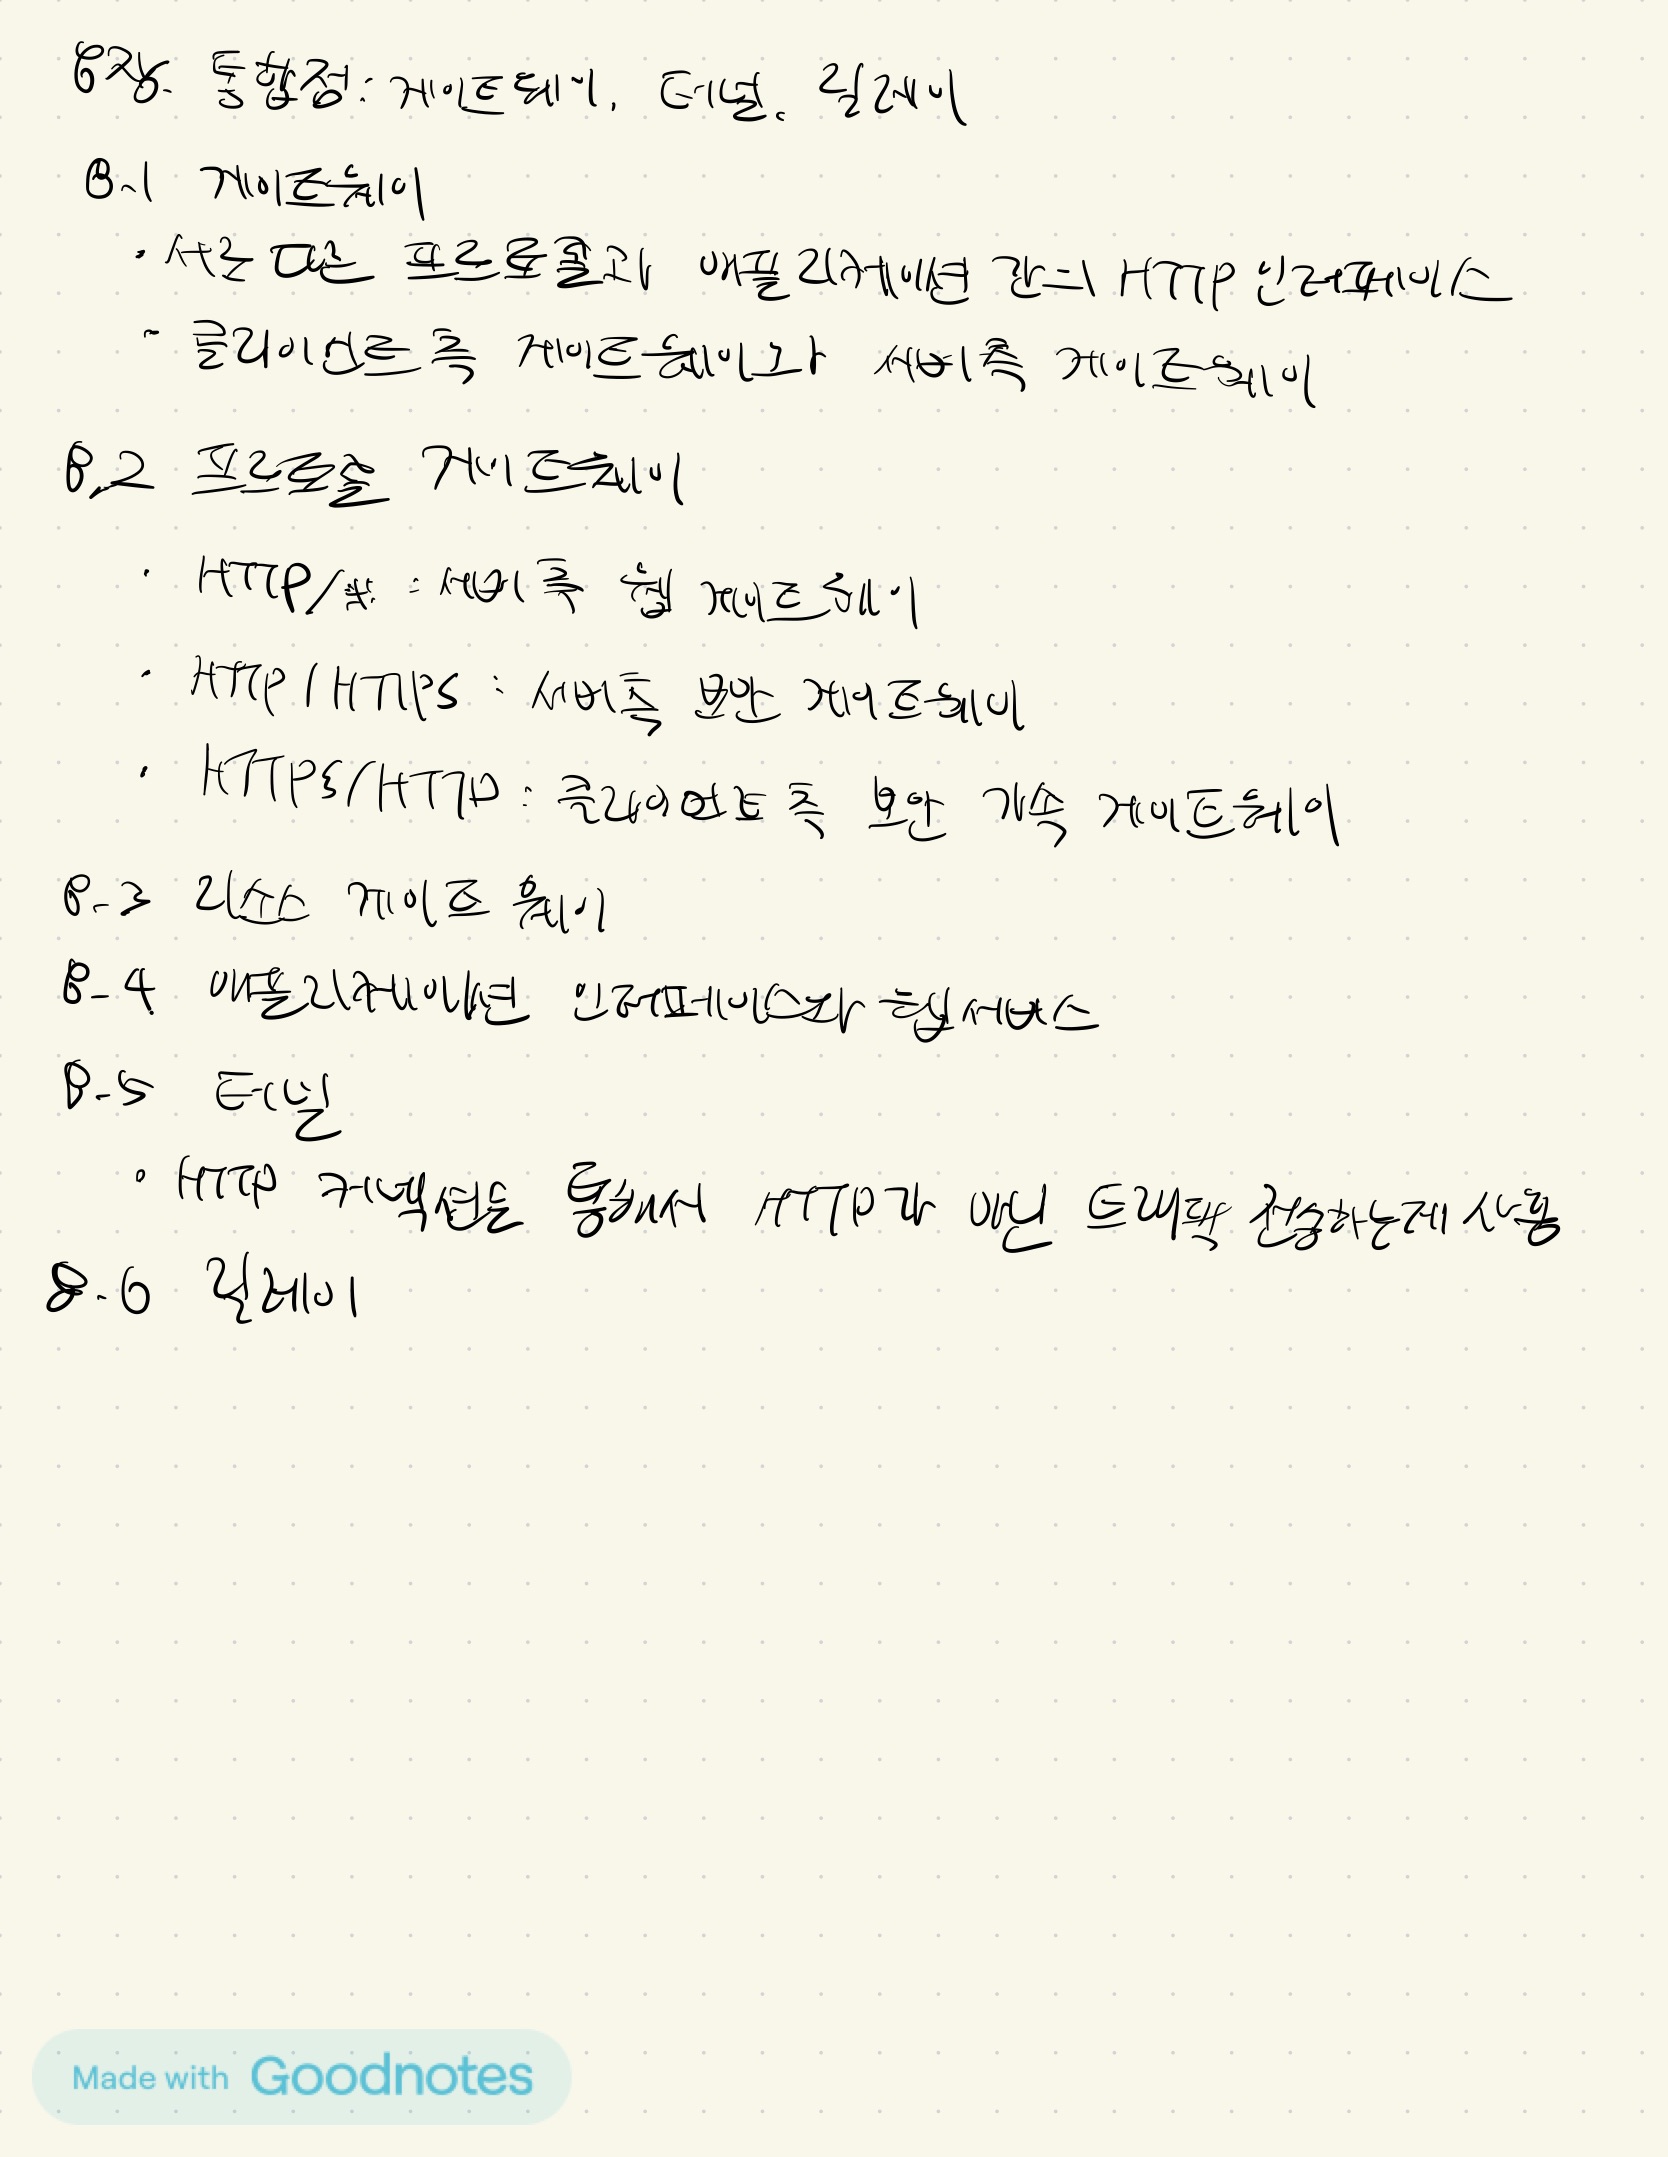 8장. 통합점: 게이트웨이, 터널, 릴레이
8.1 게이트웨이
· 서로 다른 프로토콜과 애플리케이션 간의 HTTP 인터페이스
- 클라이언트 측 게이트웨이와 서버측 게이트웨이
8.2 프로토콜 게이트웨이
· HTTP/*: 서버 측 웹 게이트웨이
· HTTP/HTTPS : 서버측 보안 게이트웨이
· HTTPS/HTTP : 클라이언트 측 보안 가속 게이트웨이
8.3 리소스 게이트웨이
8.4 애플리케이션 인터페이스와 웹서비스
8.5 터널
· HTTP 커넥션을 통해서 HTTP가 아닌 트래픽 전송하는데 사용
8.6 릴레이
Made with Goodnotes